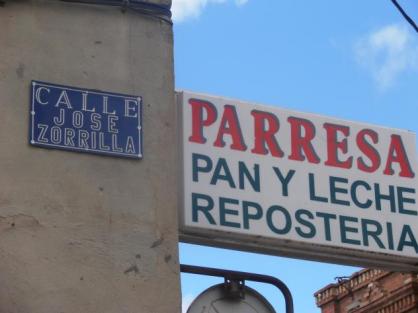 CALLE
JOSE
ZORRILLA
PARRESA
PAN Y LECHE
REPOSTERIA